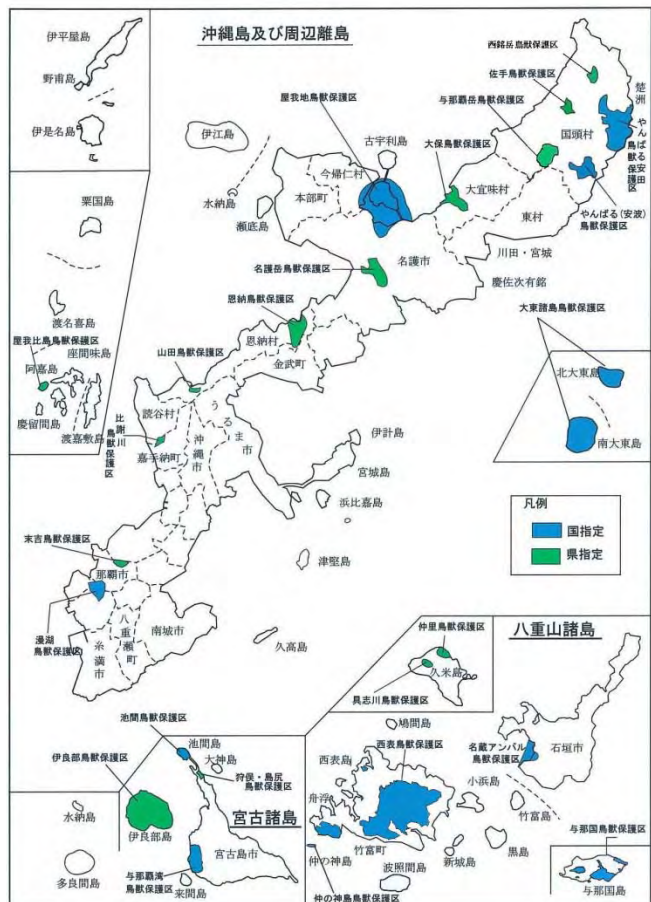 沖縄島及び周辺離島
伊平屋島
野甫島
伊是名島
西銘岳鳥獣保護区
佐手鳥獣保護区
屋我地鳥獣保護区
与那覇岳鳥獣保護区
楚洲
やんばる(安田)鳥獣保護区
国頭村
伊江島
古宇利島
大保鳥獣保護区
今帰仁村
本部町
大宜味村
水納島
瀬底島
東村
やんばる(安波)
鳥獣保護区
粟国島
名護市
川田・宮城
名護岳鳥獣保護区
慶佐次有銘
大東諸島鳥獣保護区
恩納鳥獣保護区
渡名喜島
屋我比島鳥獣保護区
座間味島
恩納村
金武町
山田鳥獣保護区
阿嘉島
北大東島
慶留間島
渡嘉敷島
読谷村
うるま市
比謝川
鳥獣保護区
嘉手納町
沖縄市
伊計島
南大東島
宮城島
浜比嘉島
凡例
国指定
県指定
末吉鳥獣保護区
津堅島
那覇市
漫湖
鳥獣保護区
八重瀬町
南城市
糸満市
久高島
仲里鳥獣保護区
八重山諸島
久米島
具志川鳥獣保護区
池間鳥獣保護区
池間島
大神島
伊良部鳥獣保護区
狩俣・島尻
鳥獣保護区
宮古諸島
水納島
伊良部島
多良間島
宮古島市
与那覇湾
鳥獣保護区
来間島
鳩間島
西表鳥獣保護区
西表島
名蔵アンパル
鳥獣保護区
石垣市
小浜島
舟浮
竹富島
竹富町
黒島
新城島
仲の神島
波照間島
仲の神島鳥獣保護区
与那国鳥獣保護区
与那国島